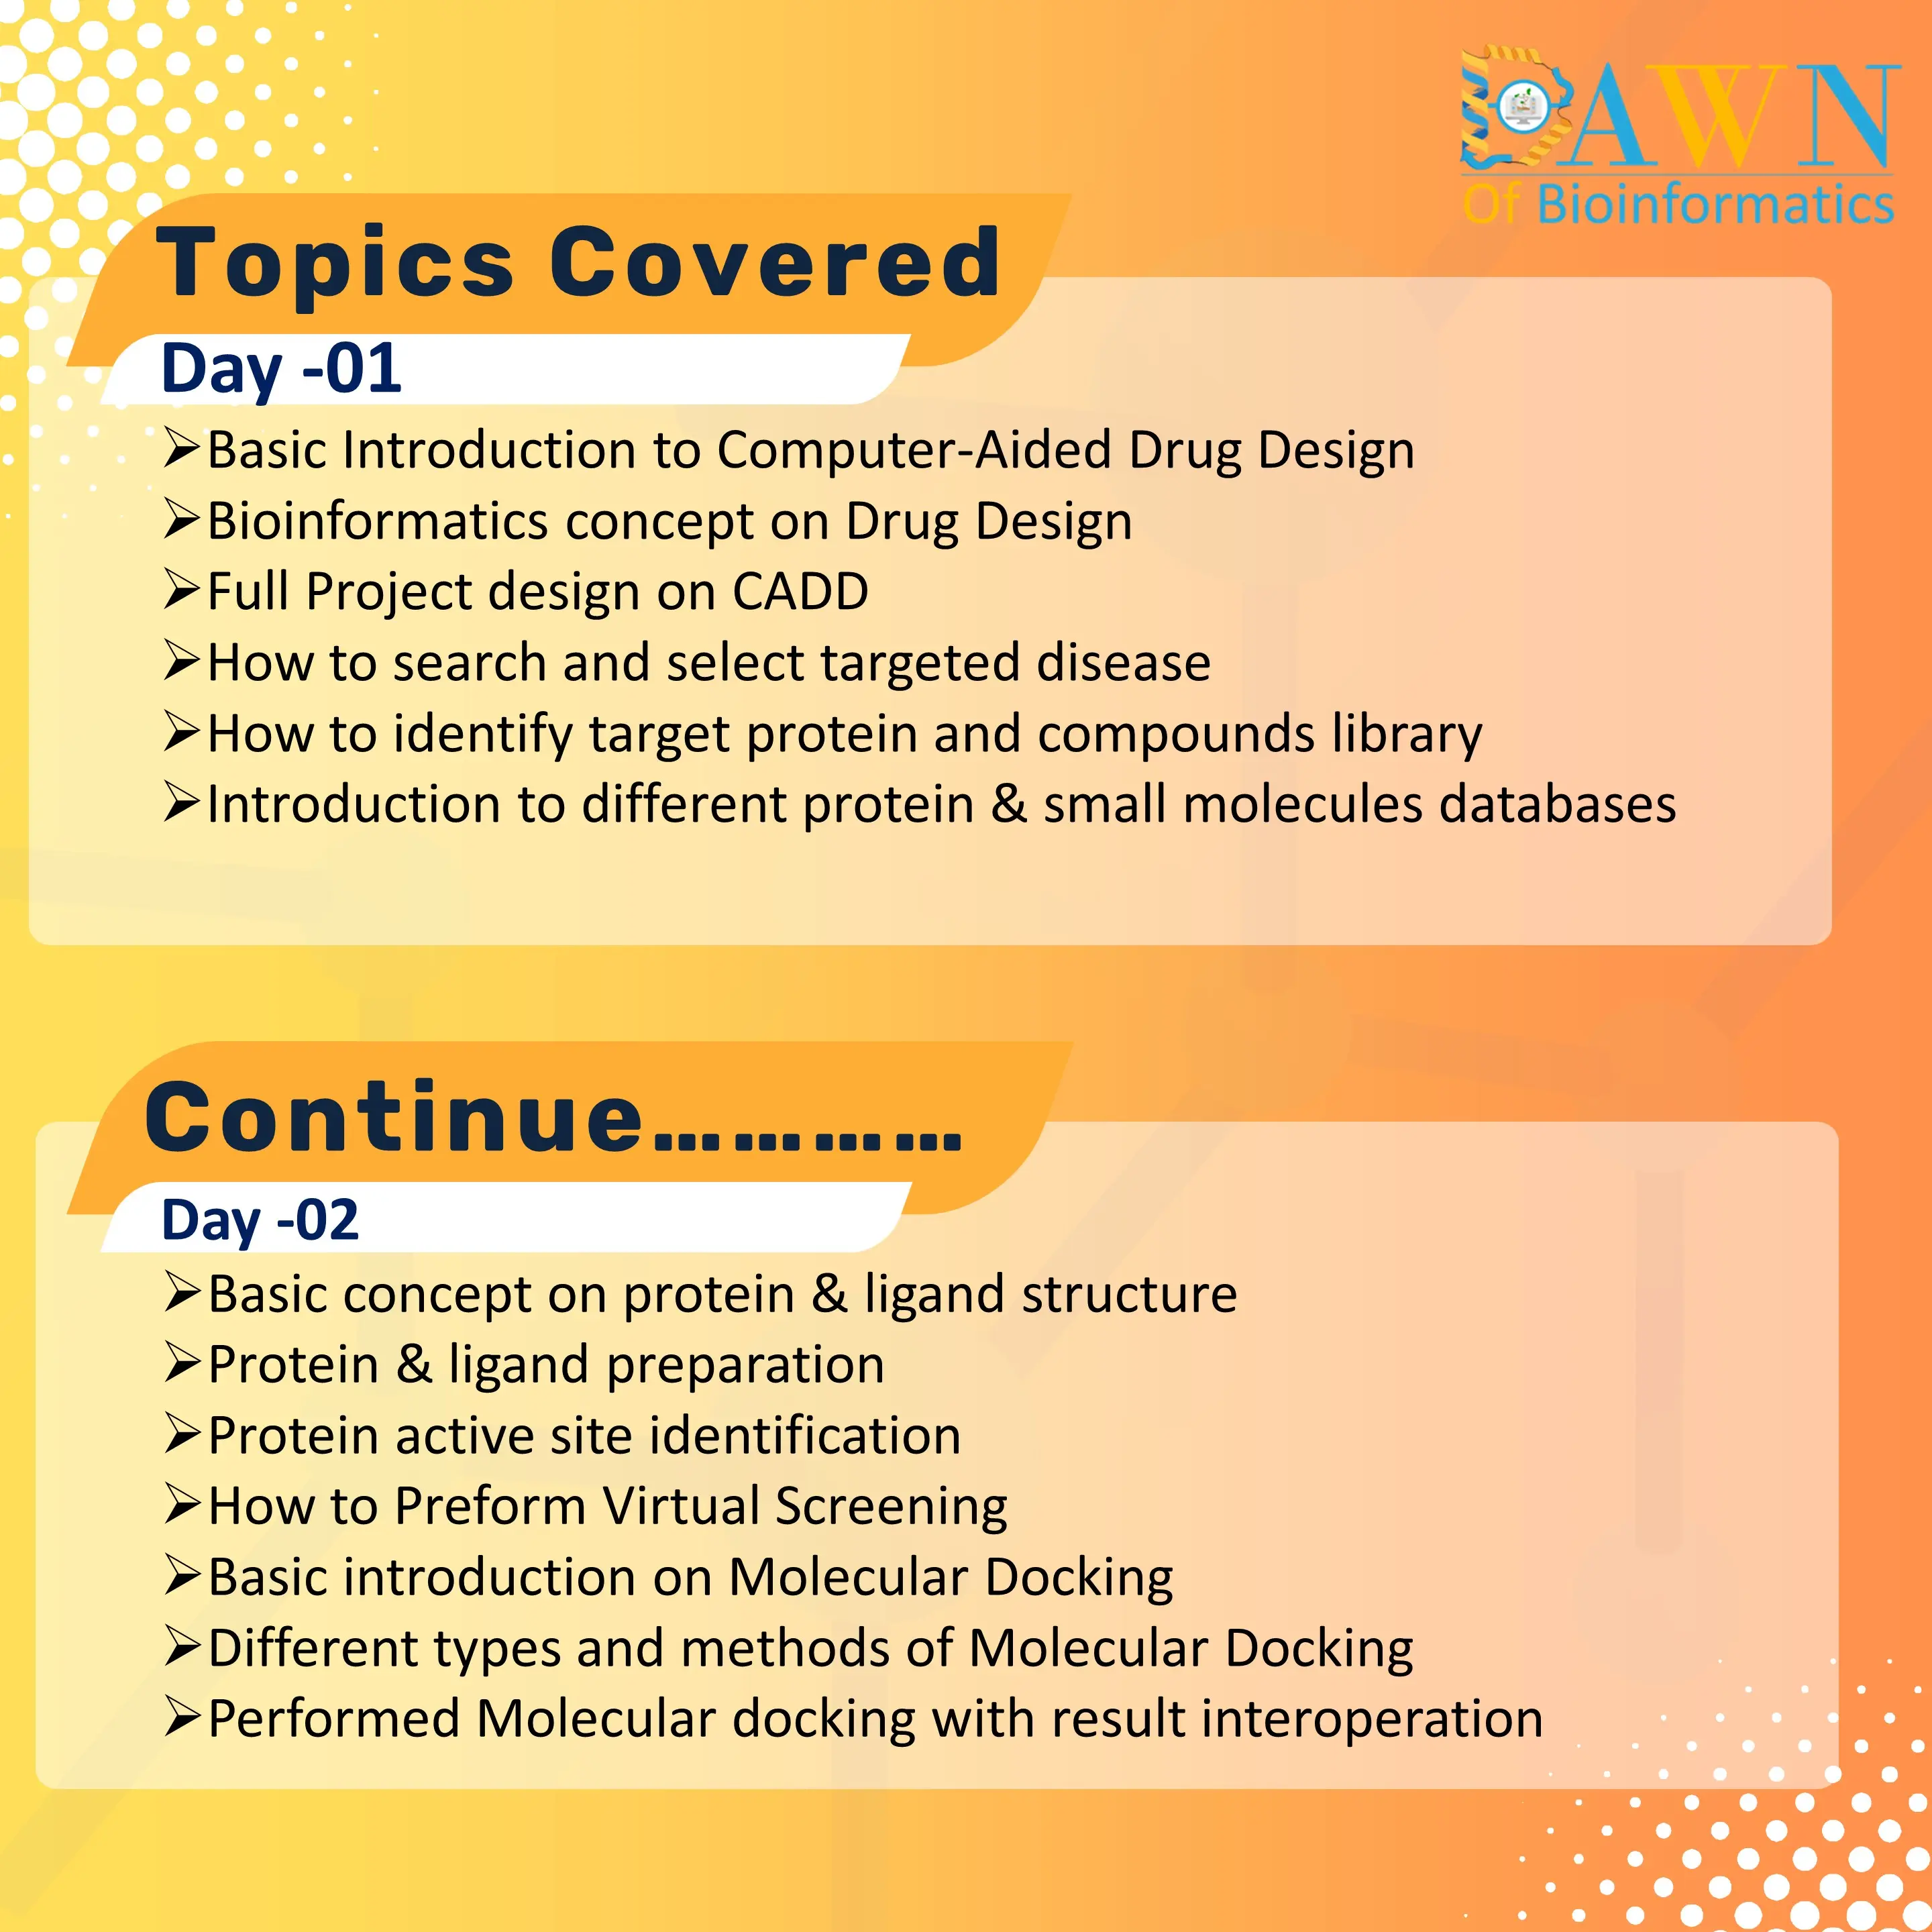 DAWN
Of Bioinformatics
Topics Covered
Day -01
➢Basic Introduction to Computer-Aided Drug Design
➢Bioinformatics concept on Drug Design
➢Full Project design on CADD
➢How to search and select targeted disease
➢How to identify target protein and compounds library
➢Introduction to different protein & small molecules databases
Continue…………
Day -02
➢Basic concept on protein & ligand structure
➢Protein & ligand preparation
➢Protein active site identification
➢How to Preform Virtual Screening
➢Basic introduction on Molecular Docking
➢Different types and methods of Molecular Docking
➢Performed Molecular docking with result interoperation